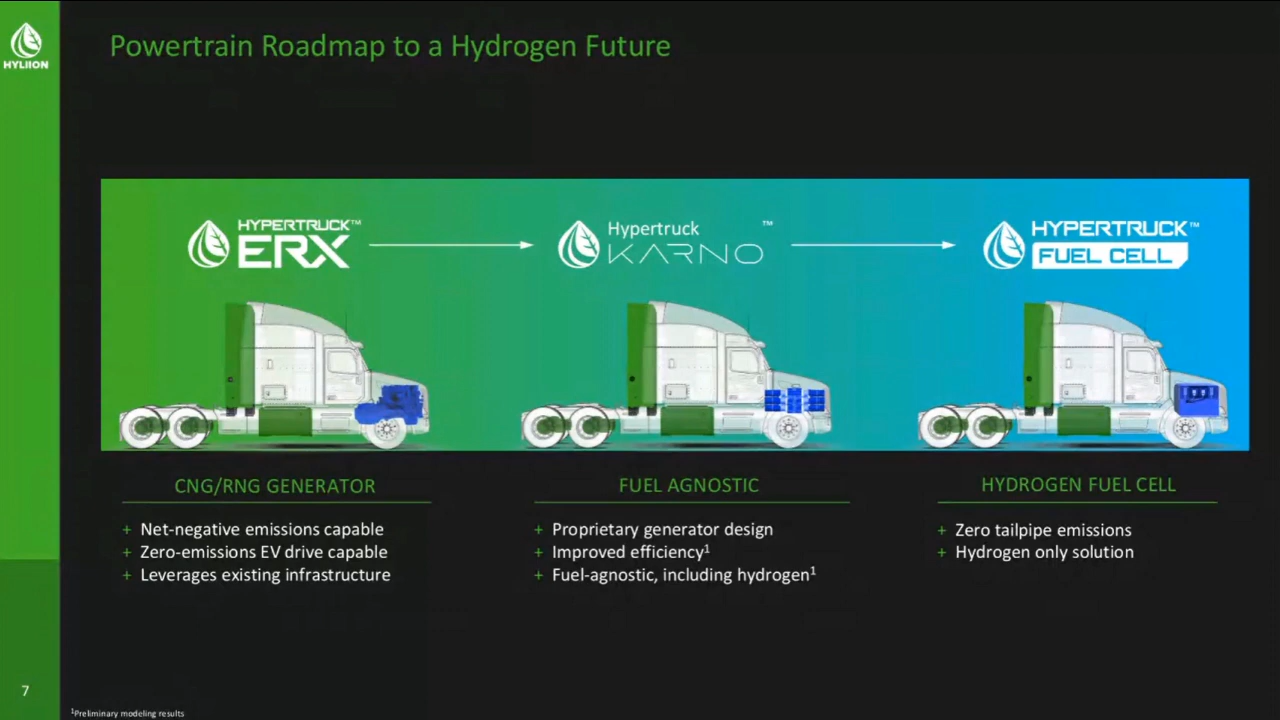 HYLIION
Powertrain Roadmap to a Hydrogen Future
HYPERTRUCK™
ERX
Hypertruck ™
KARNO
HYPERTRUCK™
FUEL CELL
CNG/RNG GENERATOR
+ Net-negative emissions capable
+ Zero-emissions EV drive capable
+ Leverages existing infrastructure
FUEL AGNOSTIC
+ Proprietary generator design
+ Improved efficiency¹
+ Fuel-agnostic, including hydrogen¹
HYDROGEN FUEL CELL
+ Zero tailpipe emissions
+ Hydrogen only solution
7
¹Preliminary modeling results